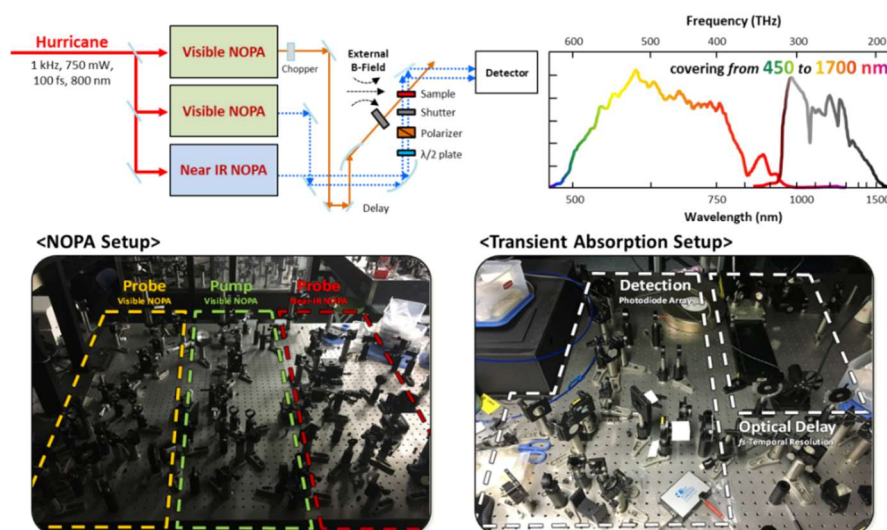 Hurricane
1 kHz, 750 mW,
100 fs, 800 nm
Visible NOPA
Chopper
Visible NOPA
Near IR NOPA
Delay
External
B-Field
Sample
Shutter
Polarizer
λ/2 plate
Detector
Frequency (THz)
600 500 400 300 200
covering from 450 to 1700 nm
500 750 1000 1500
Wavelength (nm)
<NOPA Setup>
Probe Pump Probe
Visible NOPA Visible NOPA Near-IR NOPA
<Transient Absorption Setup>
Detection
Photodiode Array
Optical Delay
fs-Temporal Resolution